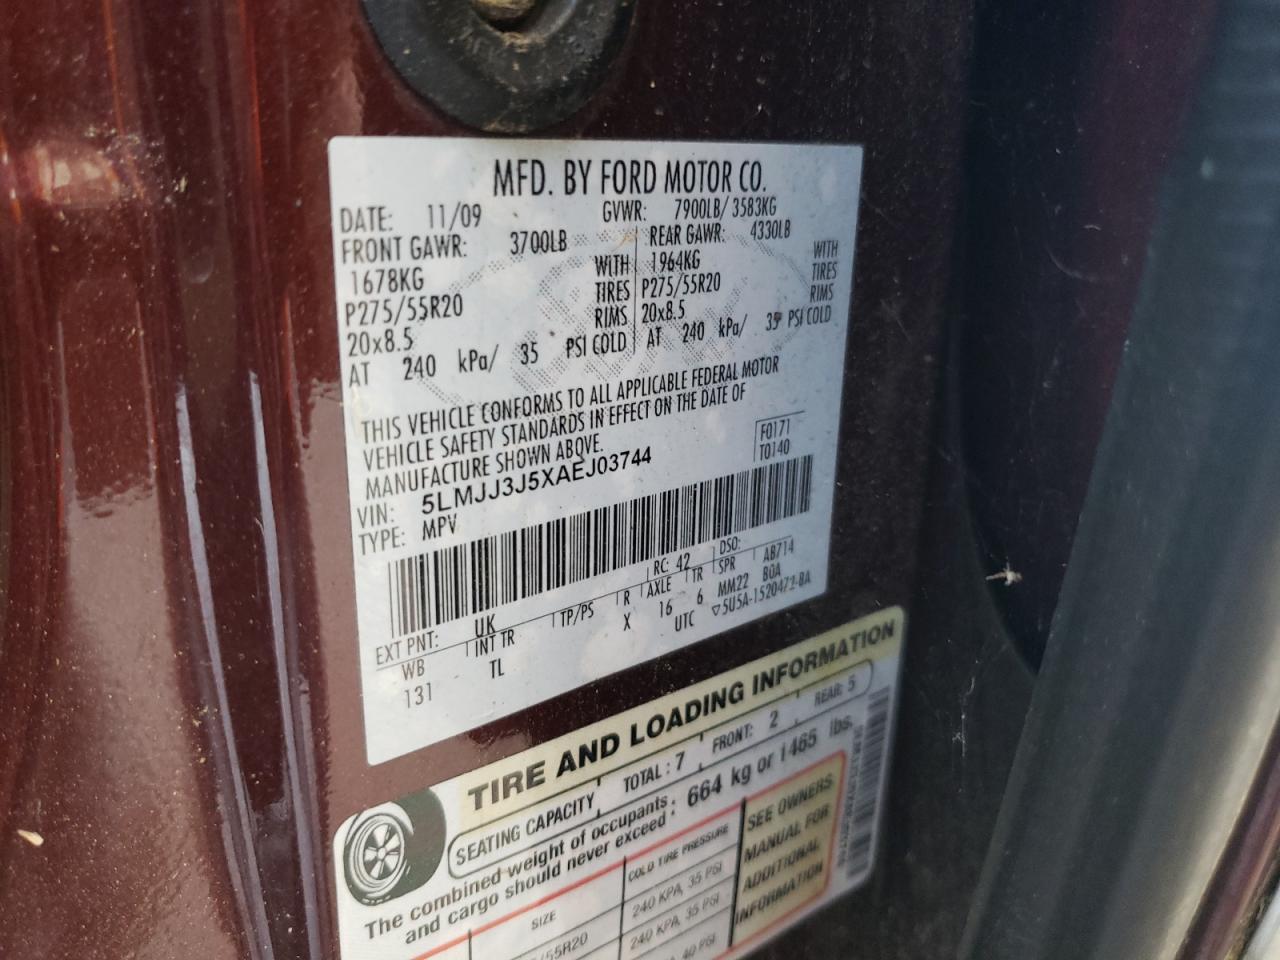 MFD. BY FORD MOTOR CO.
DATE: 11/09 GVWR: 7900LB/ 3583KG
FRONT GAWR: 3700LB REAR GAWR: 4330LB
1678KG WITH 1964KG WITH
P275/55R20 TIRES P275/55R20 TIRES
20x8.5 RIMS 20x8.5 RIMS
AT 240 kPa/ 35 PSI COLD AT 240 kPa/ 35 PSI COLD
THIS VEHICLE CONFORMS TO ALL APPLICABLE FEDERAL MOTOR
VEHICLE SAFETY STANDARDS IN EFFECT ON THE DATE OF
MANUFACTURE SHOWN ABOVE.
VIN: 5LMJJ3J5XAEJ03744 F0171
TYPE: MPV T0140
EXT PNT: UK RC: 42 DSO:
WB INT TR TP/PS R AXLE TR SPR AB714
131 TL X 16 6 MM22 B0A
UTC ▽5U5A-1520472-BA
TIRE AND LOADING INFORMATION
SEATING CAPACITY TOTAL : 7 FRONT: 2 REAR: 5
The combined weight of occupants
and cargo should never exceed : 664 kg or 1465 lbs.
SIZE COLD TIRE PRESSURE
/55R20 240 KPA, 35 PSI
240 KPA, 35 PSI
40 PSI
SEE OWNERS
MANUAL FOR
ADDITIONAL
INFORMATION